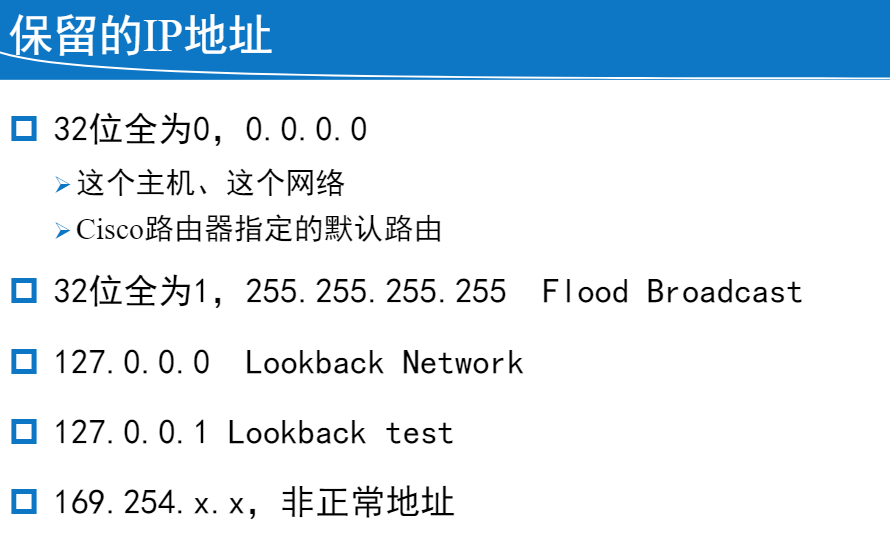 保留的IP地址
32位全为0，0.0.0.0
这个主机、这个网络
Cisco路由器指定的默认路由
32位全为1，255.255.255.255 Flood Broadcast
127.0.0.0 Lookback Network
127.0.0.1 Lookback test
169.254.x.x，非正常地址